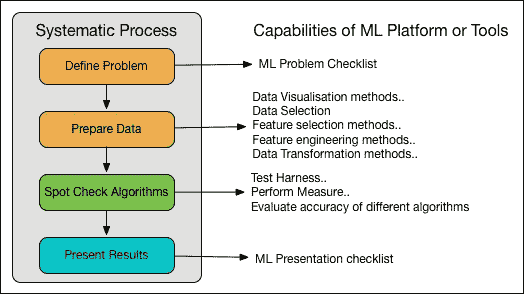 Systematic Process
Capabilities of ML Platform or Tools
Define Problem
ML Problem Checklist
Prepare Data
Data Visualisation methods..
Data Selection
Feature selection methods..
Feature engineering methods..
Data Transformation methods..
Spot Check Algorithms
Test Harness..
Perform Measure..
Evaluate accuracy of different algorithms
Present Results
ML Presentation checklist